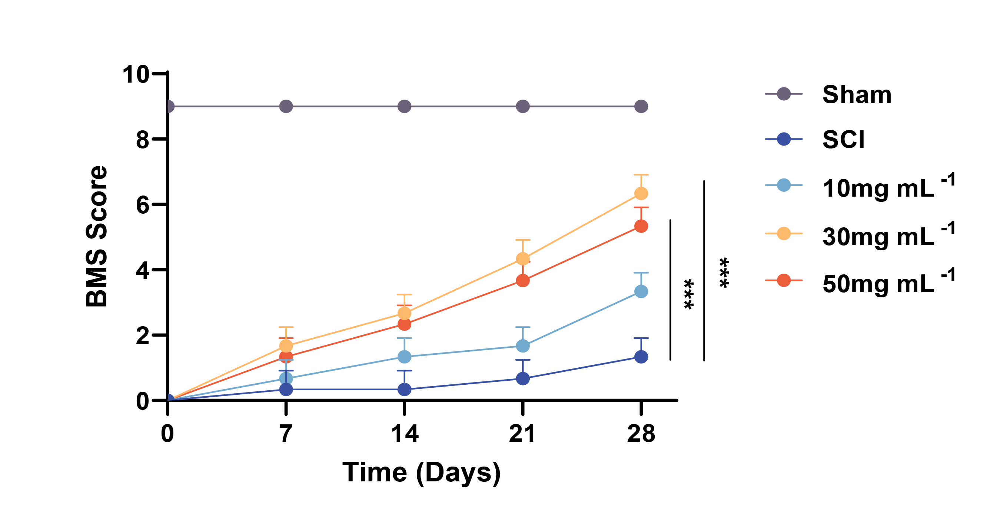 10
8
6
4
2
0
BMS Score
0 7 14 21 28
Time (Days)
***
***
Sham
SCI
10mg mL -1
30mg mL -1
50mg mL -1